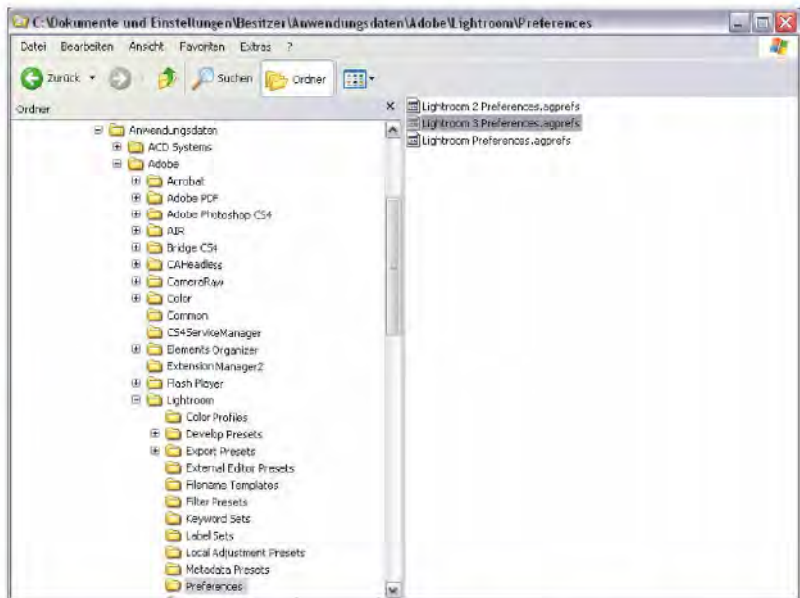 C:\Dokumente und Einstellungen\Besitzer\Anwendungsdaten\Adobe\Lightroom\Preferences
Datei Bearbeiten Ansicht Favoriten Extras ?
Zurück Suchen Ordner
Ordner
Anwendungsdaten
ACD Systems
Adobe
Acrobat
Adobe PDF
Adobe Photoshop CS4
AIR
Bridge CS4
CAHeadless
CameraRaw
Color
Common
CS4ServiceManager
Elements Organizer
ExtensionManager2
Flash Player
Lightroom
Color Profiles
Develop Presets
Export Presets
External Editor Presets
Filename Templates
Filter Presets
Keyword Sets
Label Sets
Local Adjustment Presets
Metadata Presets
Preferences
Lightroom 2 Preferences.agprefs
Lightroom 3 Preferences.agprefs
Lightroom Preferences.agprefs